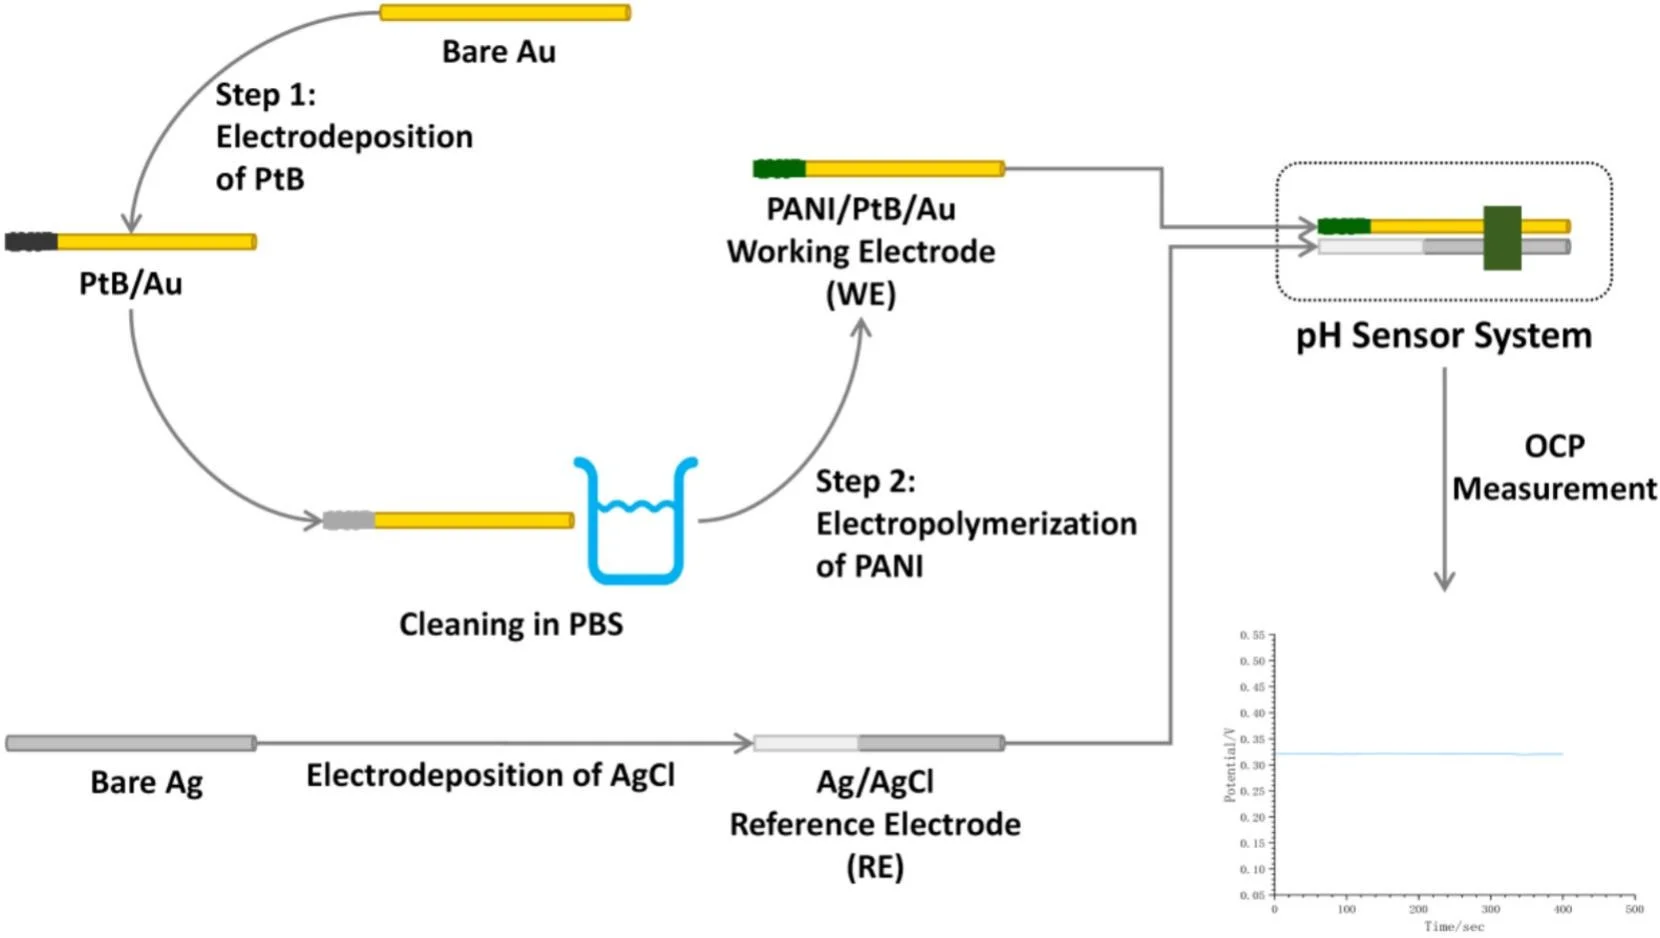 Bare Au
Step 1:
Electrodeposition
of PtB
PtB/Au
Cleaning in PBS
Step 2:
Electropolymerization
of PANI
PANI/PtB/Au
Working Electrode
(WE)
Bare Ag
Electrodeposition of AgCl
Ag/AgCl
Reference Electrode
(RE)
pH Sensor System
OCP
Measurement
Potential/V
0.55
0.50
0.45
0.40
0.35
0.30
0.25
0.20
0.15
0.10
0.05
0 100 200 300 400 500
Time/sec